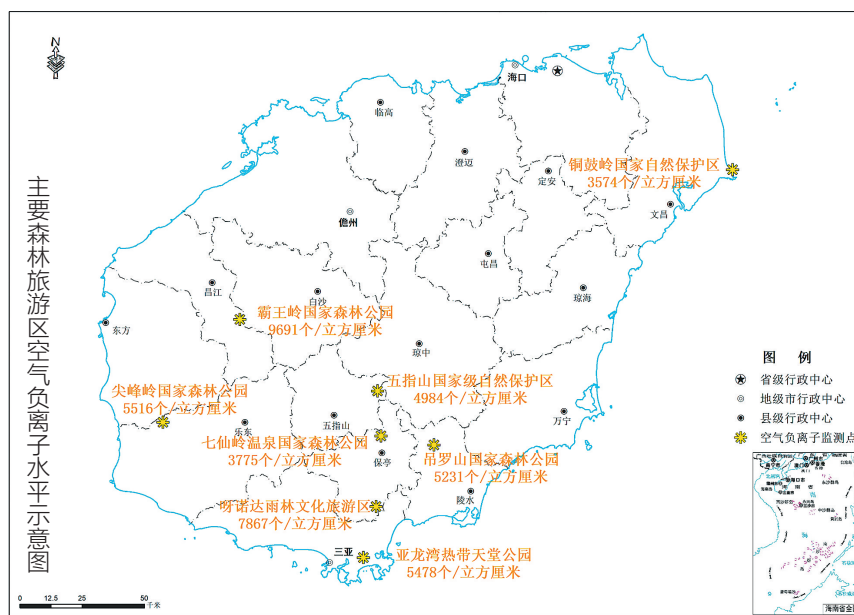 主要森林旅游区空气负离子水平示意图
N
海口
临高
澄迈
铜鼓岭国家自然保护区
3574个/立方厘米
定安
文昌
儋州
屯昌
昌江
白沙
琼海
霸王岭国家森林公园
9691个/立方厘米
东方
琼中
尖峰岭国家森林公园
5516个/立方厘米
五指山国家级自然保护区
4984个/立方厘米
万宁
乐东
五指山
七仙岭温泉国家森林公园
3775个/立方厘米
保亭
吊罗山国家森林公园
5231个/立方厘米
陵水
呀诺达雨林文化旅游区
7867个/立方厘米
三亚
亚龙湾热带天堂公园
5478个/立方厘米
图 例
省级行政中心
地级市行政中心
县级行政中心
空气负离子监测点
0 12.5 25 50
千米